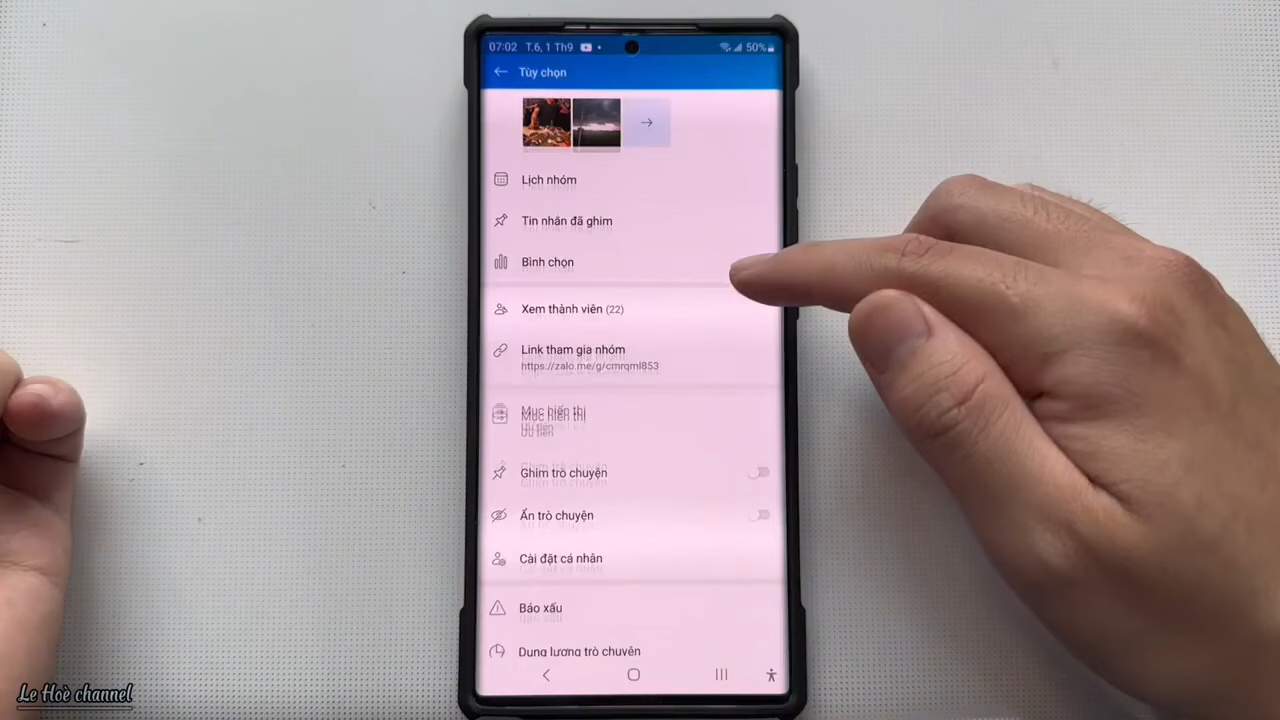 07:02 T.6, 1 Th9 50%
Tùy chọn
Lịch nhóm
Tin nhắn đã ghim
Bình chọn
Xem thành viên (22)
Link tham gia nhóm
https://zalo.me/g/cmrqml853
Mục hiển thị
Ưu tiên
Ghim trò chuyện
Ẩn trò chuyện
Cài đặt cá nhân
Báo xấu
Dung lượng trò chuyện
Le Hoè channel